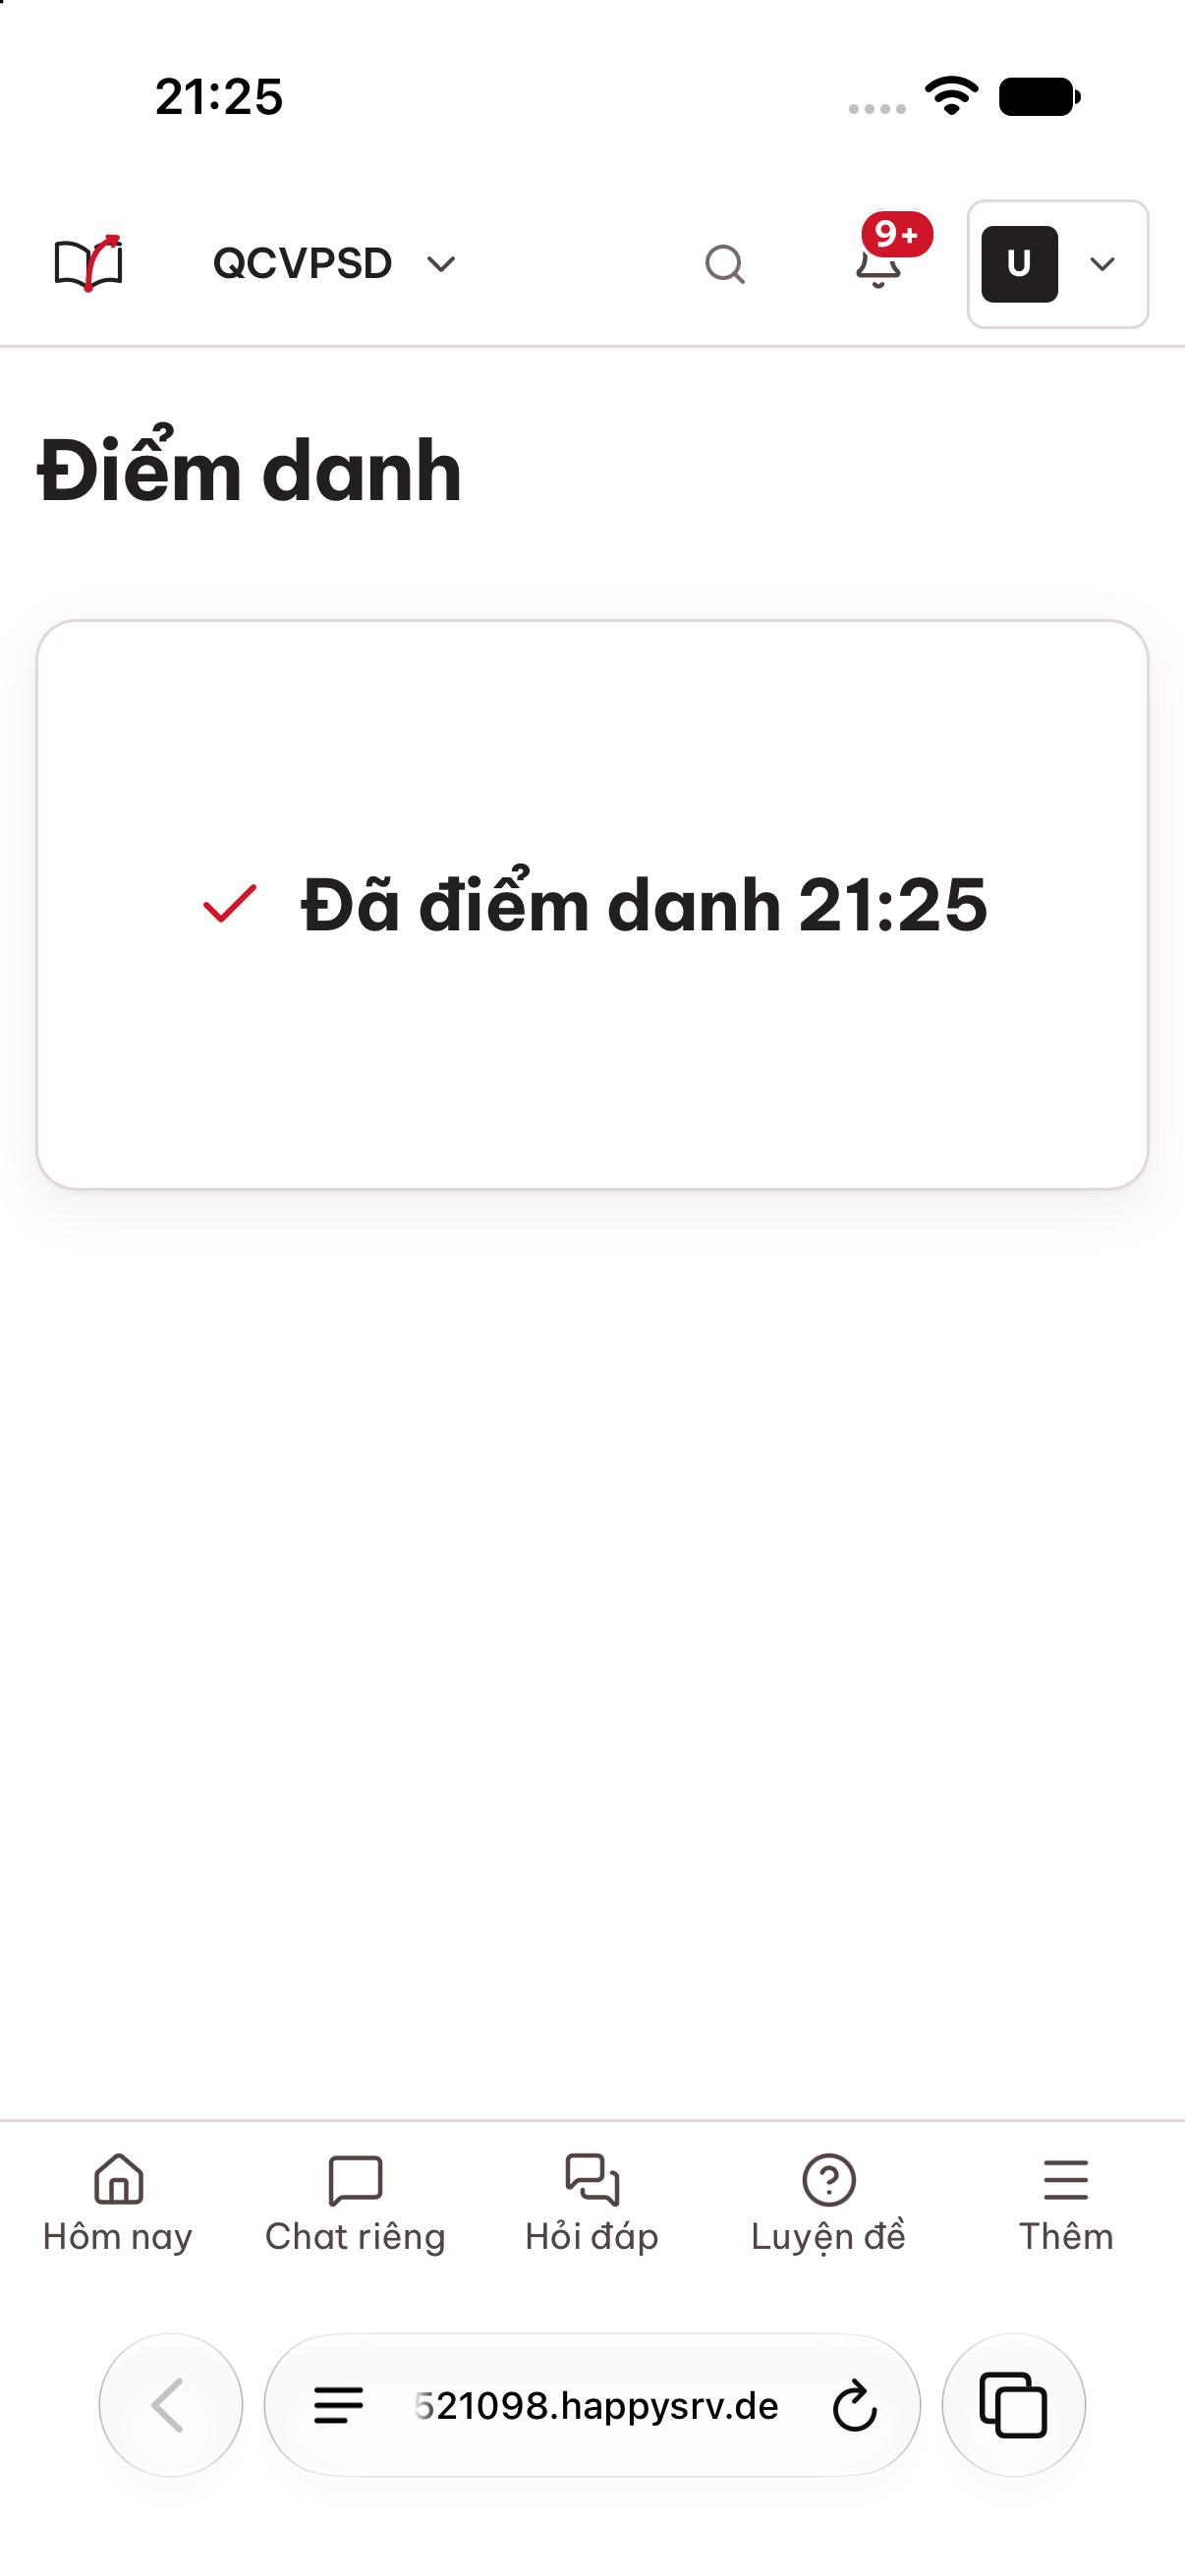 21:25
QCVPSD
9+
U
Điểm danh
Đã điểm danh 21:25
Hôm nay
Chat riêng
Hỏi đáp
Luyện đề
Thêm
521098.happysrv.de